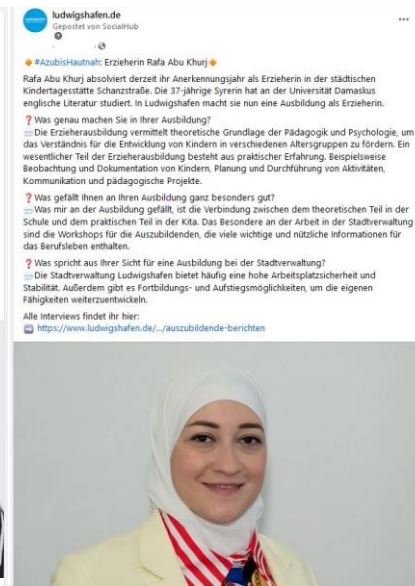 ludwigshafen.de
Gepostet von SocialHub
#AzubisHautnah: Erzieherin Rafa Abu Khurj
Rafa Abu Khurj absolviert derzeit ihr Anerkennungsjahr als Erzieherin in der städtischen
Kindertagesstätte Schanzstraße. Die 37-jährige Syrerin hat an der Universität Damaskus
englische Literatur studiert. In Ludwigshafen macht sie nun eine Ausbildung als Erzieherin.
❓Was genau machen Sie in Ihrer Ausbildung?
Die Erzieherausbildung vermittelt theoretische Grundlage der Pädagogik und Psychologie, um
das Verständnis für die Entwicklung von Kindern in verschiedenen Altersgruppen zu fördern. Ein
wesentlicher Teil der Erzieherausbildung besteht aus praktischer Erfahrung. Beispielsweise
Beobachtung und Dokumentation von Kindern, Planung und Durchführung von Aktivitäten,
Kommunikation und pädagogische Projekte.
❓Was gefällt Ihnen an Ihren Ausbildung ganz besonders gut?
Was mir an der Ausbildung gefällt, ist die Verbindung zwischen dem theoretischen Teil in der
Schule und dem praktischen Teil in der Kita. Das Besondere an der Arbeit in der Stadtverwaltung
sind die Workshops für die Auszubildenden, die viele wichtige und nützliche Informationen für
das Berufsleben enthalten.
❓Was spricht aus Ihrer Sicht für eine Ausbildung bei der Stadtverwaltung?
Die Stadtverwaltung Ludwigshafen bietet häufig eine hohe Arbeitsplatzsicherheit und
Stabilität. Außerdem gibt es Fortbildungs- und Aufstiegsmöglichkeiten, um die eigenen
Fähigkeiten weiterzuentwickeln.
Alle Interviews findet ihr hier:
➡ https://www.ludwigshafen.de/.../auszubildende-berichten